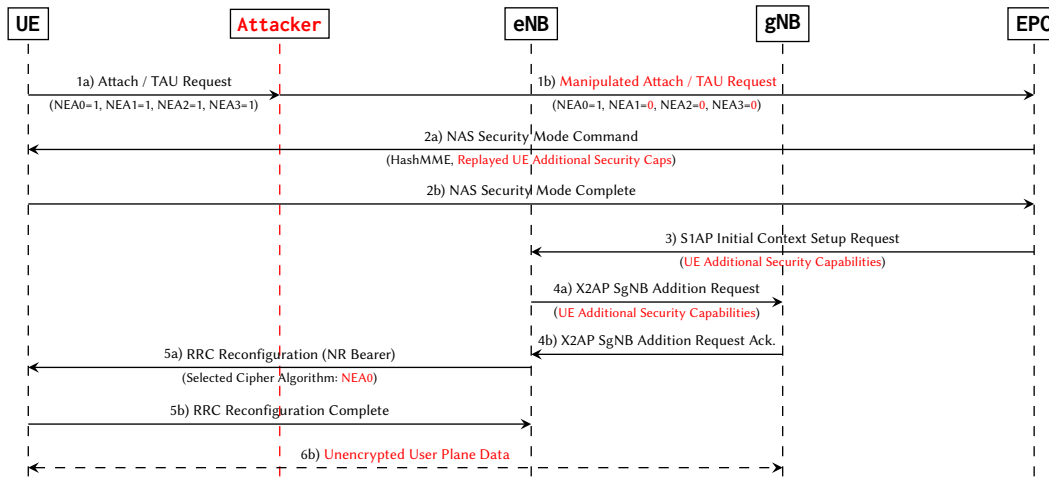 UE Attacker eNB gNB EPC
1a) Attach / TAU Request
(NEA0=1, NEA1=1, NEA2=1, NEA3=1)
1b) Manipulated Attach / TAU Request
(NEA0=1, NEA1=0, NEA2=0, NEA3=0)
2a) NAS Security Mode Command
(HashMME, Replayed UE Additional Security Caps)
2b) NAS Security Mode Complete
3) S1AP Initial Context Setup Request
(UE Additional Security Capabilities)
4a) X2AP SgNB Addition Request
(UE Additional Security Capabilities)
4b) X2AP SgNB Addition Request Ack.
5a) RRC Reconfiguration (NR Bearer)
(Selected Cipher Algorithm: NEA0)
5b) RRC Reconfiguration Complete
6b) Unencrypted User Plane Data